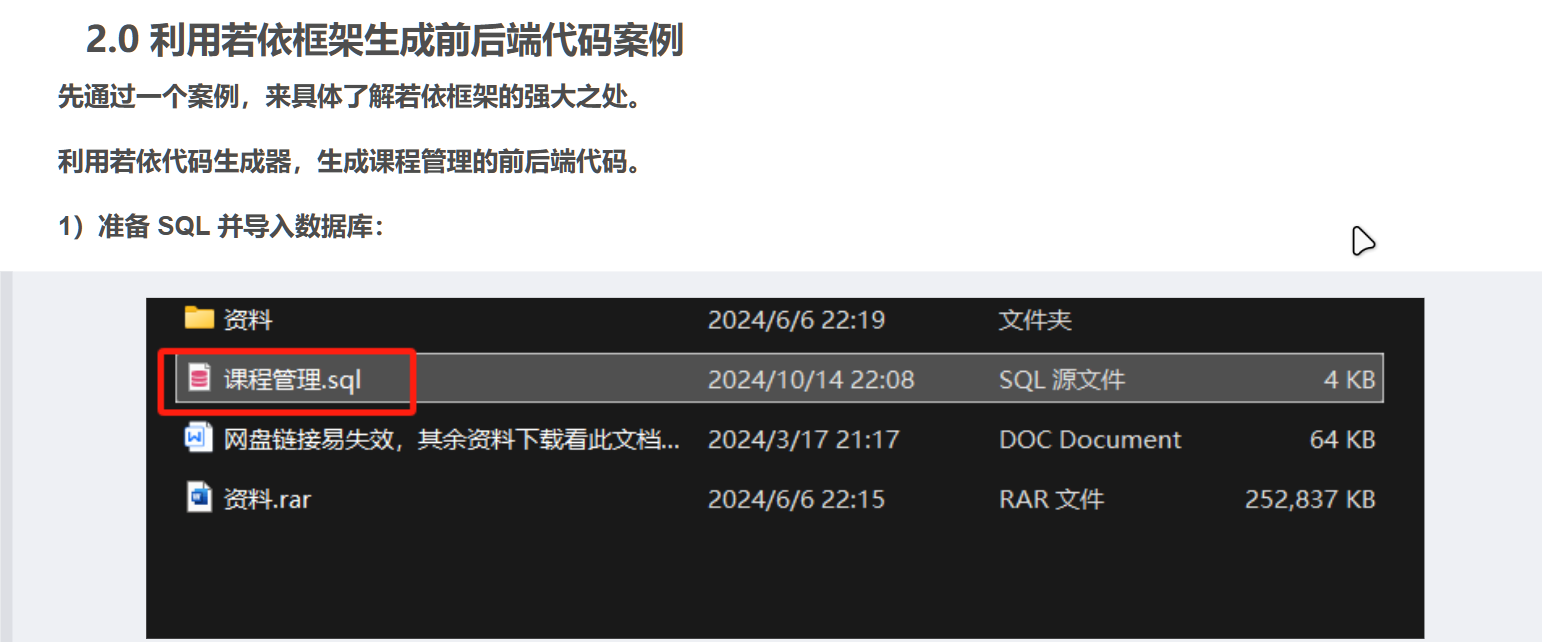 2.0 利用若依框架生成前后端代码案例
先通过一个案例，来具体了解若依框架的强大之处。
利用若依代码生成器，生成课程管理的前后端代码。
1）准备 SQL 并导入数据库：
资料 2024/6/6 22:19 文件夹
课程管理.sql 2024/10/14 22:08 SQL 源文件 4 KB
网盘链接易失效，其余资料下载看此文档... 2024/3/17 21:17 DOC Document 64 KB
资料.rar 2024/6/6 22:15 RAR 文件 252,837 KB